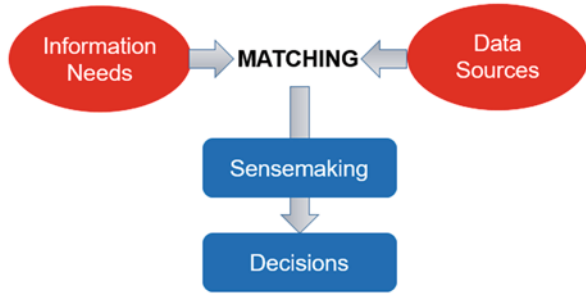 Information
Needs
MATCHING
Data
Sources
Sensemaking
Decisions